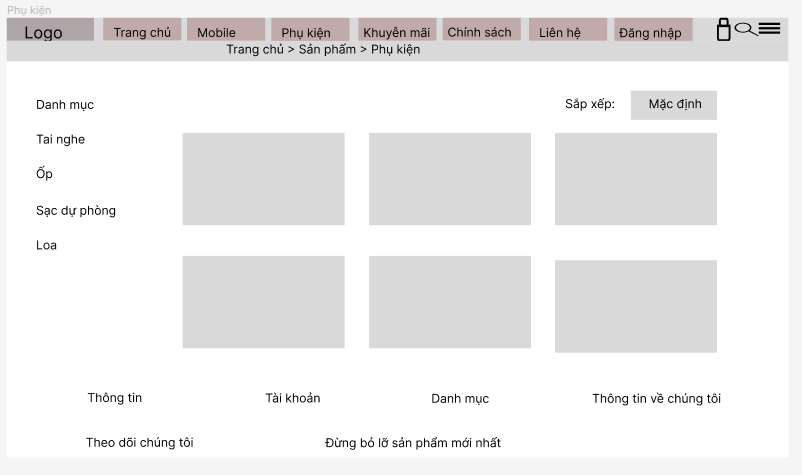 Phụ kiện
Logo
Trang chủ
Mobile
Phụ kiện
Khuyễn mãi
Chính sách
Liên hệ
Đăng nhập
Trang chủ > Sản phẩm > Phụ kiện
Danh mục
Sắp xếp:
Mặc định
Tai nghe
Ốp
Sạc dự phòng
Loa
Thông tin
Tài khoản
Danh mục
Thông tin về chúng tôi
Theo dõi chúng tôi
Đừng bỏ lỡ sản phẩm mới nhất